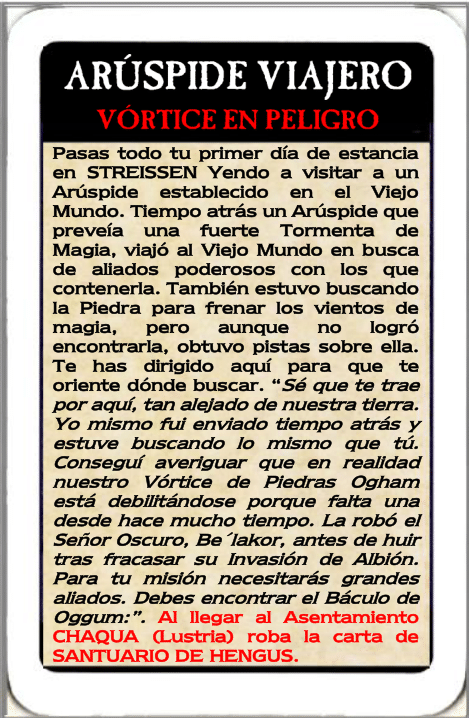 ARÚSPIDE VIAJERO
VÓRTICE EN PELIGRO
Pasas todo tu primer día de estancia
en STREISSEN Yendo a visitar a un
Arúspide establecido en el Viejo
Mundo. Tiempo atrás un Arúspide que
preveía una fuerte Tormenta de
Magia, viajó al Viejo Mundo en busca
de aliados poderosos con los que
contenerla. También estuvo buscando
la Piedra para frenar los vientos de
magia, pero aunque no logró
encontrarla, obtuvo pistas sobre ella.
Te has dirigido aquí para que te
oriente dónde buscar. “Sé que te trae
por aquí, tan alejado de nuestra tierra.
Yo mismo fui enviado tiempo atrás y
estuve buscando lo mismo que tú.
Conseguí averiguar que en realidad
nuestro Vórtice de Piedras Ogham
está debilitándose porque falta una
desde hace mucho tiempo. La robó el
Señor Oscuro, Be´lakor, antes de huir
tras fracasar su Invasión de Albión.
Para tu misión necesitarás grandes
aliados. Debes encontrar el Báculo de
Oggum:”. Al llegar al Asentamiento
CHAQUA (Lustria) roba la carta de
SANTUARIO DE HENGUS.